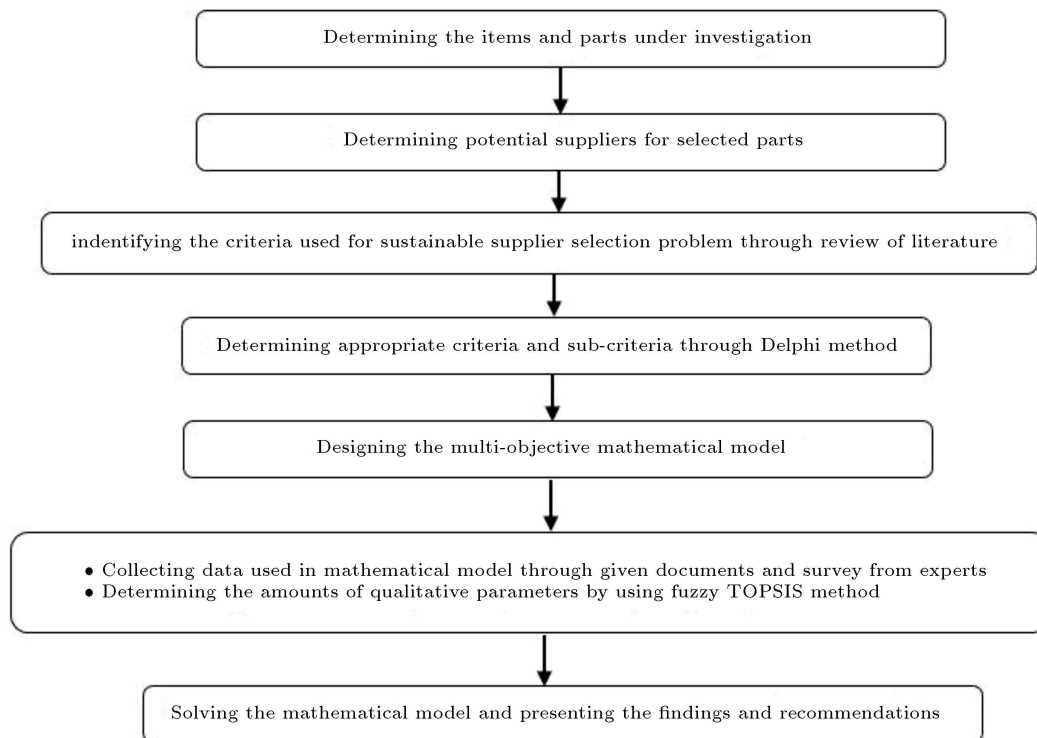 Determining the items and parts under investigation
Determining potential suppliers for selected parts
indentifying the criteria used for sustainable supplier selection problem through review of literature
Determining appropriate criteria and sub-criteria through Delphi method
Designing the multi-objective mathematical model
• Collecting data used in mathematical model through given documents and survey from experts
• Determining the amounts of qualitative parameters by using fuzzy TOPSIS method
Solving the mathematical model and presenting the findings and recommendations